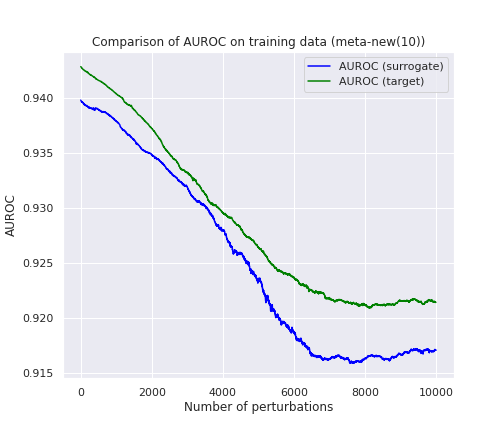 Comparison of AUROC on training data (meta-new(10))
AUROC (surrogate)
AUROC (target)
AUROC
0.940
0.935
0.930
0.925
0.920
0.915
0
2000
4000
6000
8000
10000
Number of perturbations